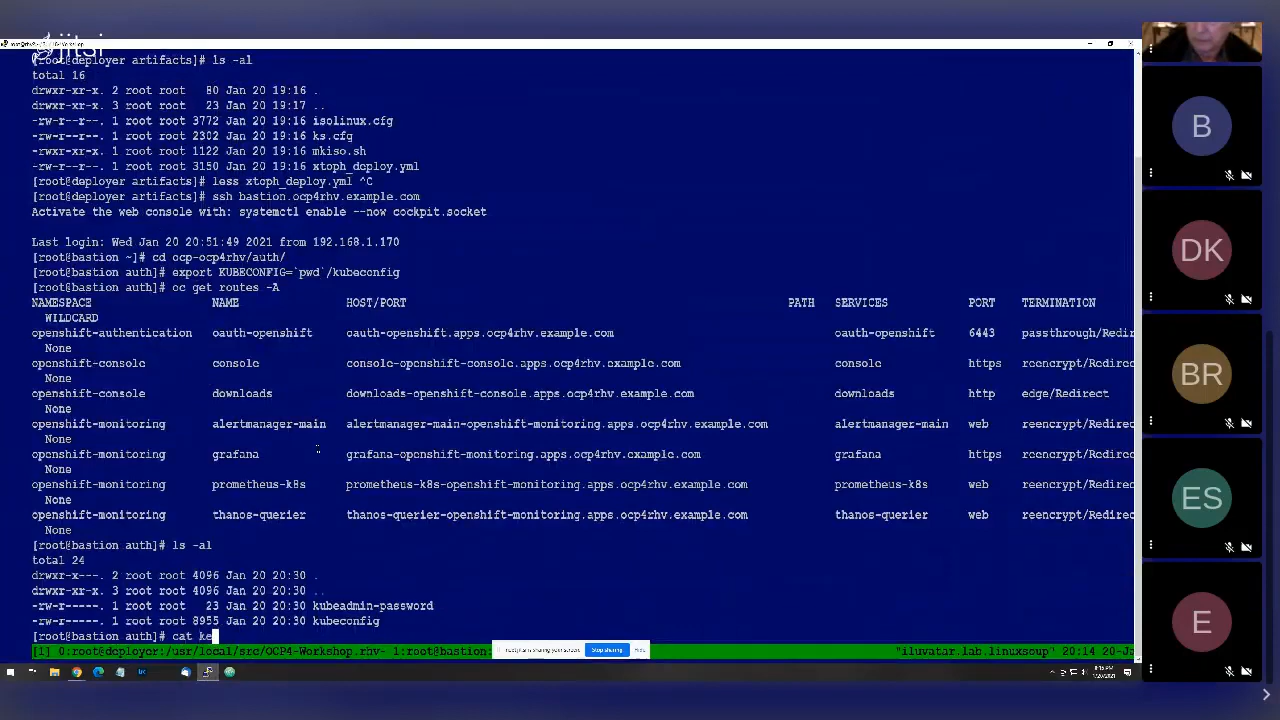 jitsi
[root@deployer artifacts]# ls -al
total 16
drwxr-xr-x. 2 root root   80 Jan 20 19:16 .
drwxr-xr-x. 3 root root   23 Jan 20 19:17 ..
-rw-r--r--. 1 root root 3772 Jan 20 19:16 isolinux.cfg
-rw-r--r--. 1 root root 2302 Jan 20 19:16 ks.cfg
-rwxr-xr-x. 1 root root 1122 Jan 20 19:16 mkiso.sh
-rw-r--r--. 1 root root 3150 Jan 20 19:16 xtoph_deploy.yml
[root@deployer artifacts]# less xtoph_deploy.yml ^C
[root@deployer artifacts]# ssh bastion.ocp4rhv.example.com
Activate the web console with: systemctl enable --now cockpit.socket
Last login: Wed Jan 20 20:51:49 2021 from 192.168.1.170
[root@bastion ~]# cd ocp-ocp4rhv/auth/
[root@bastion auth]# export KUBECONFIG=`pwd`/kubeconfig
[root@bastion auth]# oc get routes -A
NAMESPACE NAME HOST/PORT PATH SERVICES PORT TERMINATION
WILDCARD
openshift-authentication oauth-openshift oauth-openshift.apps.ocp4rhv.example.com oauth-openshift 6443 passthrough/Redir
None
openshift-console console console-openshift-console.apps.ocp4rhv.example.com console https reencrypt/Redirec
None
openshift-console downloads downloads-openshift-console.apps.ocp4rhv.example.com downloads http edge/Redirect
None
openshift-monitoring alertmanager-main alertmanager-main-openshift-monitoring.apps.ocp4rhv.example.com alertmanager-main web reencrypt/Redirec
None
openshift-monitoring grafana grafana-openshift-monitoring.apps.ocp4rhv.example.com grafana https reencrypt/Redirec
None
openshift-monitoring prometheus-k8s prometheus-k8s-openshift-monitoring.apps.ocp4rhv.example.com prometheus-k8s web reencrypt/Redirec
None
openshift-monitoring thanos-querier thanos-querier-openshift-monitoring.apps.ocp4rhv.example.com thanos-querier web reencrypt/Redirec
None
[root@bastion auth]# ls -al
total 24
drwxr-x---. 2 root root 4096 Jan 20 20:30 .
drwxr-xr-x. 3 root root 4096 Jan 20 20:30 ..
-rw-r-----. 1 root root   23 Jan 20 20:30 kubeadmin-password
-rw-r-----. 1 root root 8955 Jan 20 20:30 kubeconfig
[root@bastion auth]# cat ke
[1] 0:root@deployer:/usr/local/src/OCP4-Workshop.rhv- 1:root@bastion: "iluvatar.lab.linuxsoup" 20:14 20-Ja
is sharing your screen. Stop sharing Hide
1/20/2021
B
DK
BR
ES
E